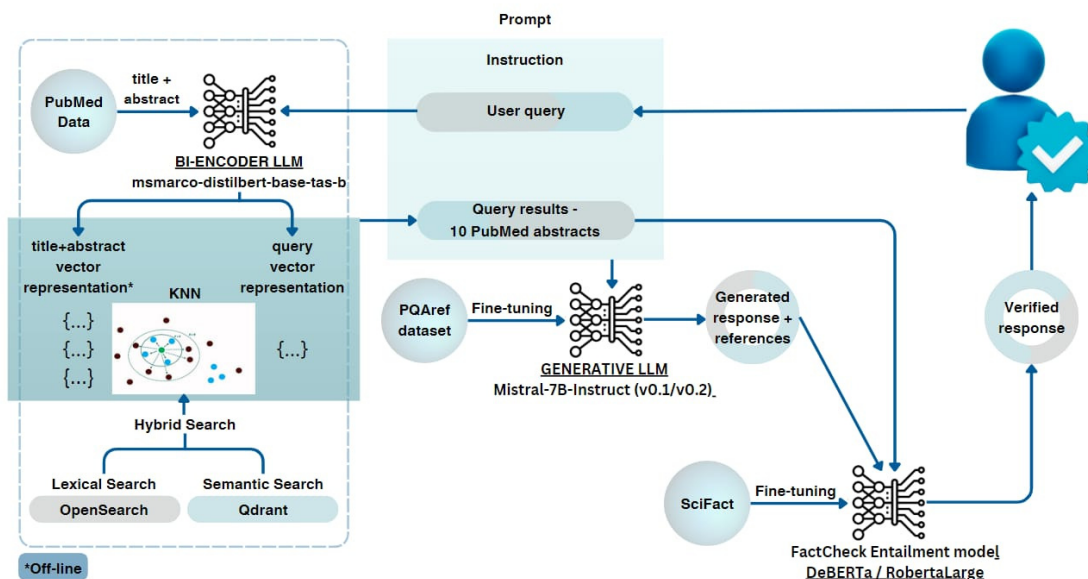 Prompt
Instruction
PubMed
Data
title +
abstract
User query
BI-ENCODER LLM
msmarco-distilbert-base-tas-b
Query results -
10 PubMed abstracts
title+abstract
vector
representation*
query
vector
representation
KNN
{...}
{...}
{...}
{...}
PQAref
dataset
Fine-tuning
Generated
response +
references
Verified
response
GENERATIVE LLM
Mistral-7B-Instruct (v0.1/v0.2)
Hybrid Search
Lexical Search
OpenSearch
Semantic Search
Qdrant
SciFact
Fine-tuning
FactCheck Entailment model
DeBERTa / RobertaLarge
*Off-line